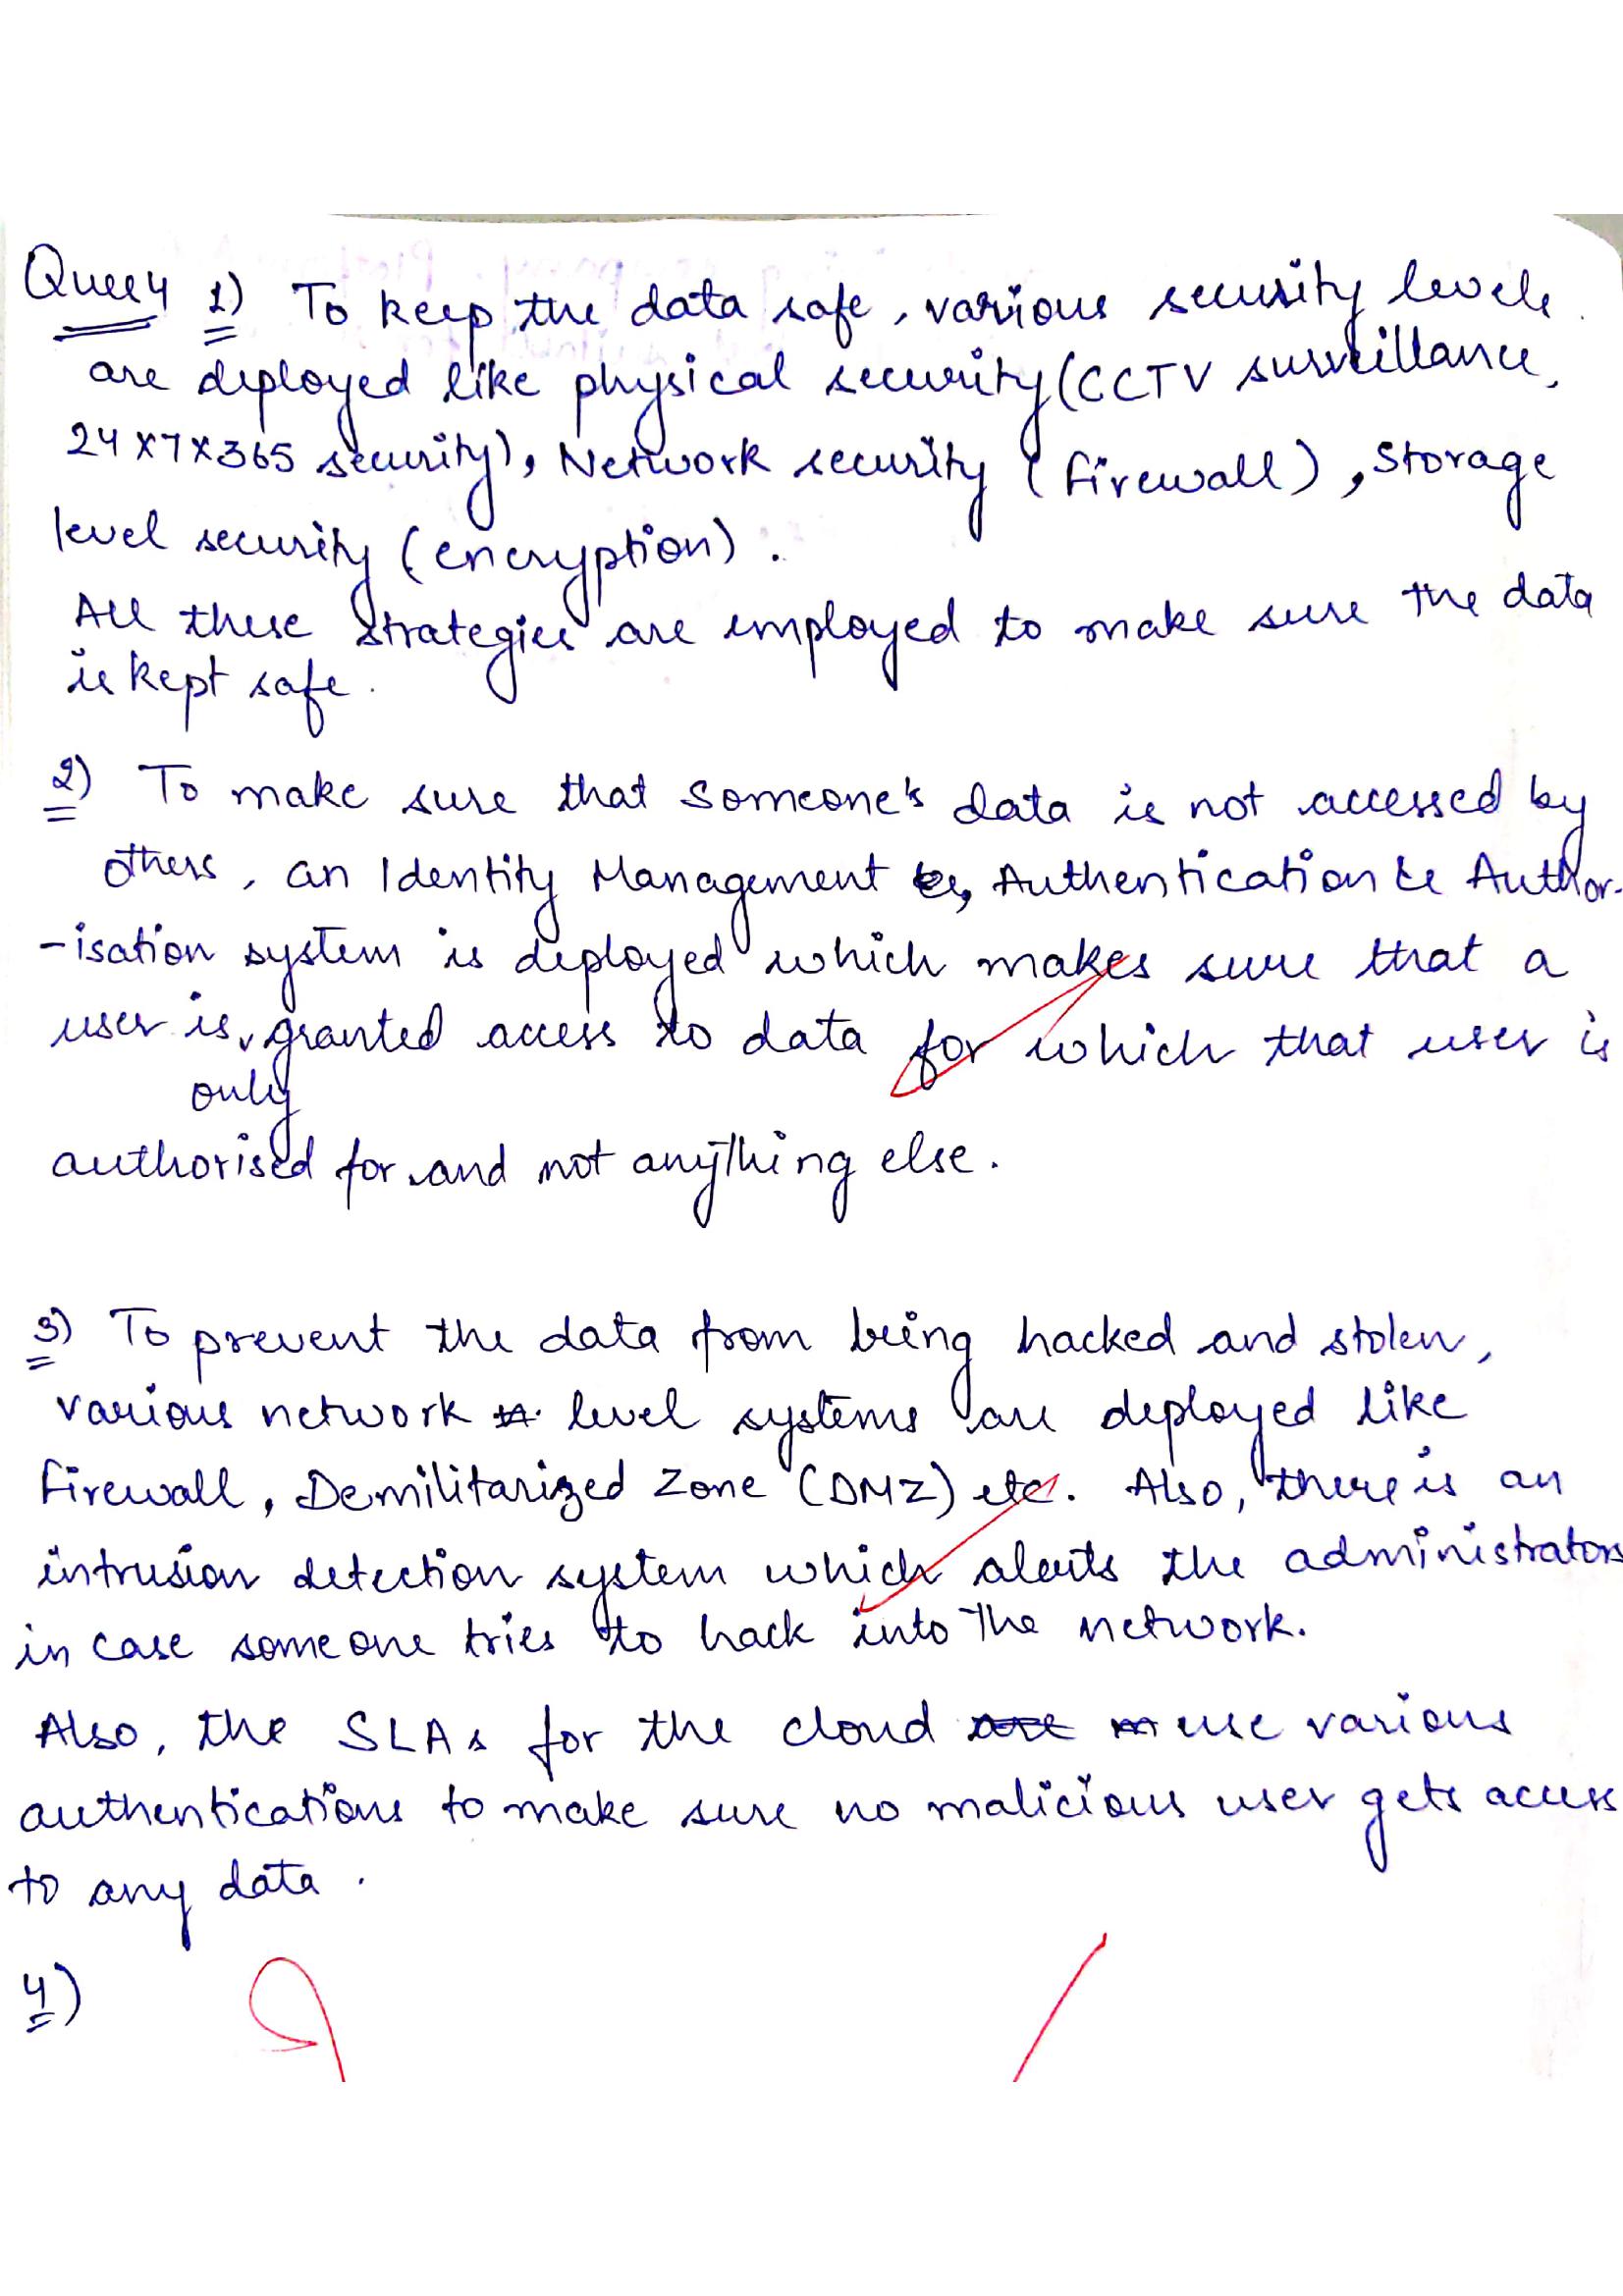 Query 1) To keep the data safe, various security levels
are deployed like physical security (CCTV surveillance,
24x7x365 security), Network security (firewall), Storage
level security (encryption).
All these strategies are employed to make sure the data
is kept safe.
2) To make sure that someone's data is not accessed by
others, an Identity Management, Authentication & Author-
-isation system is deployed which makes sure that a
user is only granted access to data for which that user is
authorised for and not anything else.
3) To prevent the data from being hacked and stolen,
various network level systems are deployed like
firewall, Demilitarized Zone (DMZ) etc. Also, there is an
intrusion detection system which alerts the administrators
in case someone tries to hack into the network.
Also, the SLAs for the cloud use various
authentications to make sure no malicious user gets access
to any data.
4)